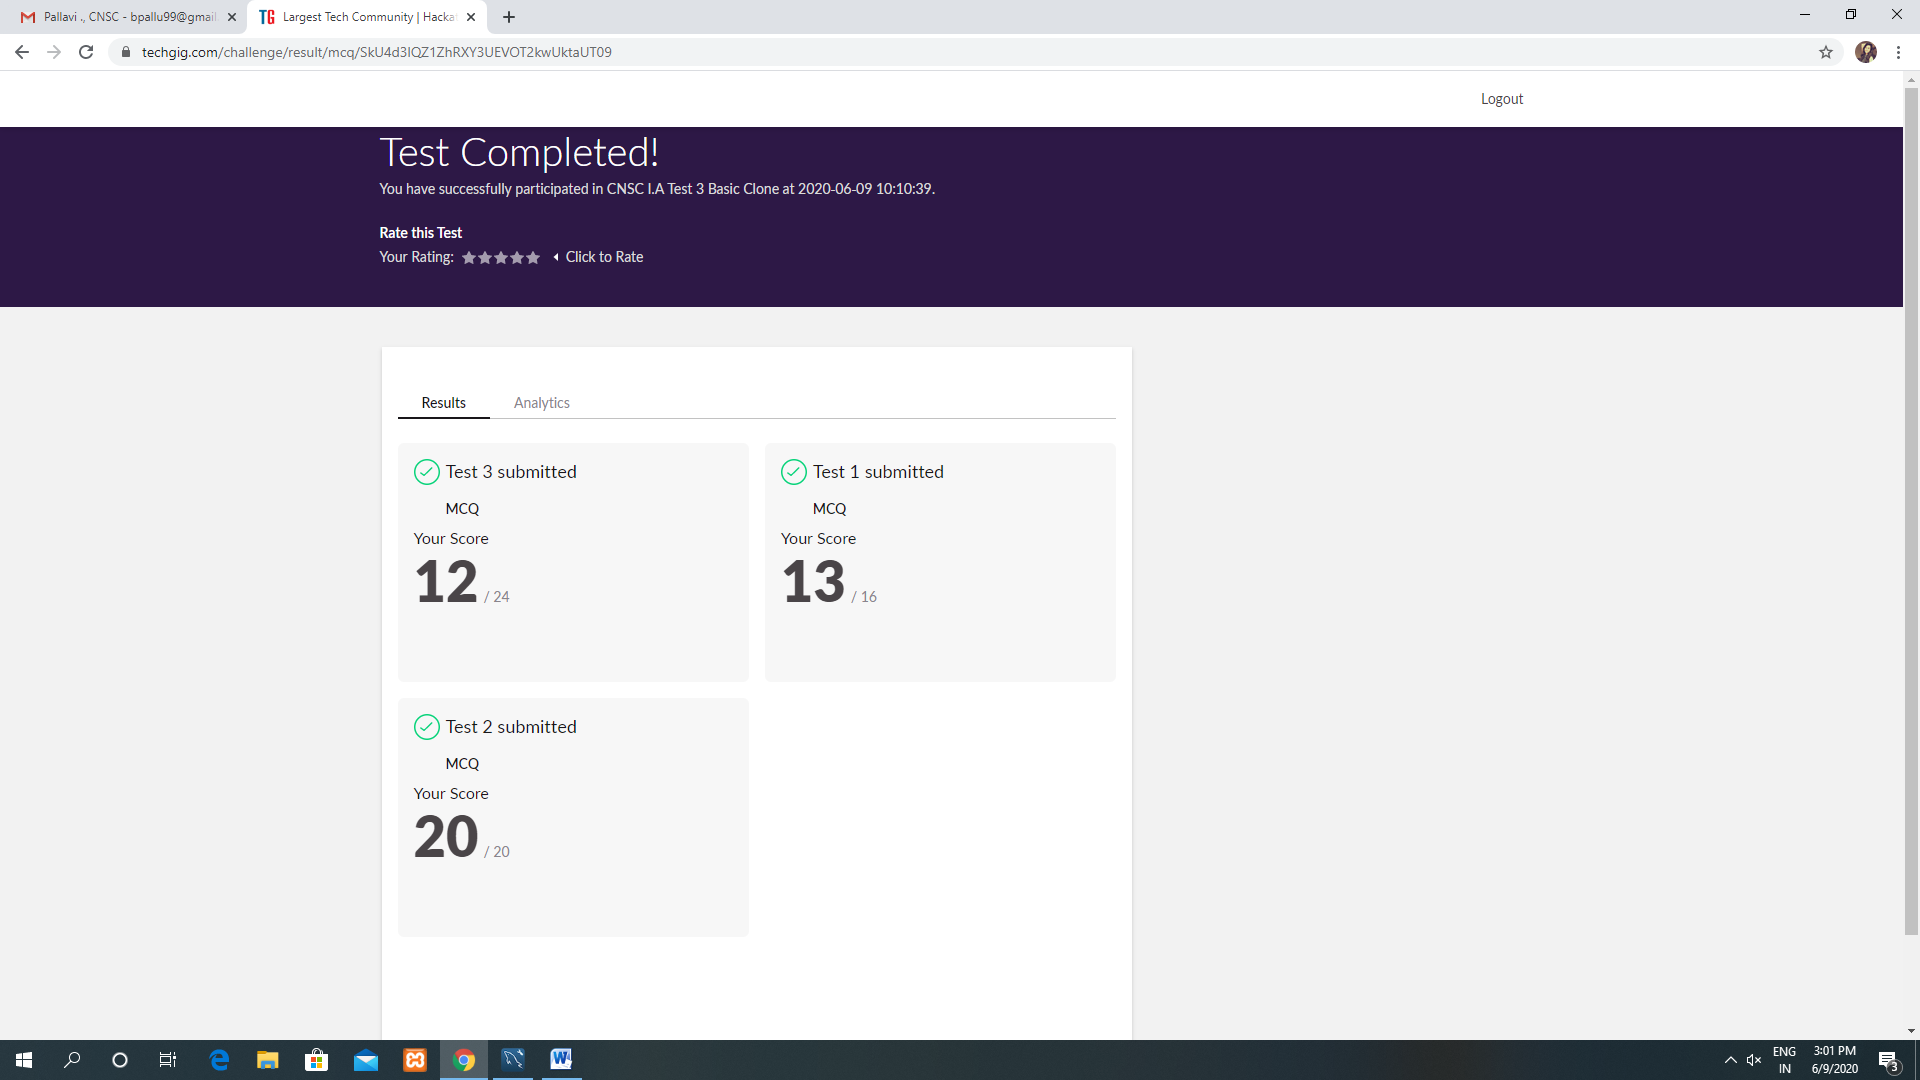 Pallavi ., CNSC - bpallu99@gmail
TG Largest Tech Community | Hacka
techgig.com/challenge/result/mcq/SkU4d3lQZ1ZhRXY3UEVOT2kwUktaUT09
Logout
Test Completed!
You have successfully participated in CNSC I.A Test 3 Basic Clone at 2020-06-09 10:10:39.
Rate this Test
Your Rating: Click to Rate
Results Analytics
Test 3 submitted
MCQ
Your Score
12 / 24
Test 1 submitted
MCQ
Your Score
13 / 16
Test 2 submitted
MCQ
Your Score
20 / 20
ENG
IN
3:01 PM
6/9/2020
3